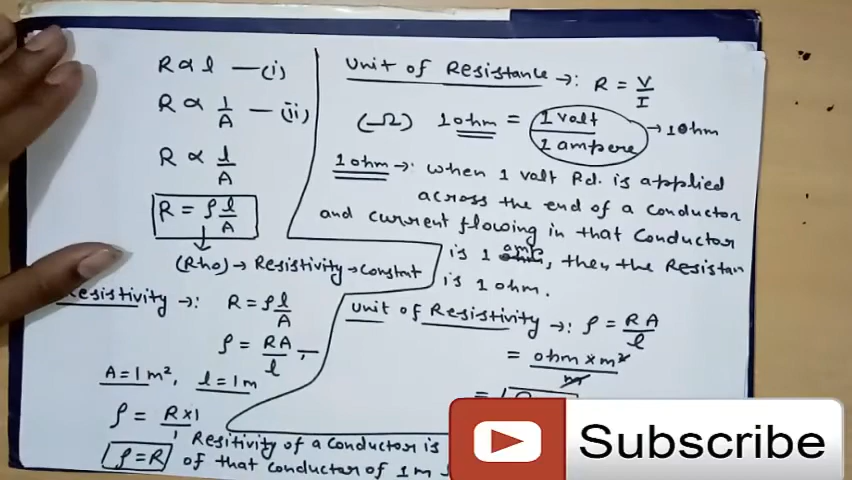 R ∝ l —(i)
R ∝ 1/A —(ii)
R ∝ l/A
R = ρ l/A
(Rho) → Resistivity → Constant
Resistivity →: R = ρ l/A
ρ = RA/l,
A = 1 m², l = 1m
ρ = R×1/1
ρ = R
Resitivity of a conductor is
of that conductor of 1 m
Unit of Resistance →: R = V/I
(Ω) 1 ohm = 1 volt/1 ampere → 1 ohm
1 ohm →: when 1 volt P.d. is applied
across the end of a conductor
and current flowing in that Conductor
is 1 amp, then the Resistan
is 1 ohm.
Unit of Resistivity →: ρ = RA/l
= ohm × m²/m
Subscribe